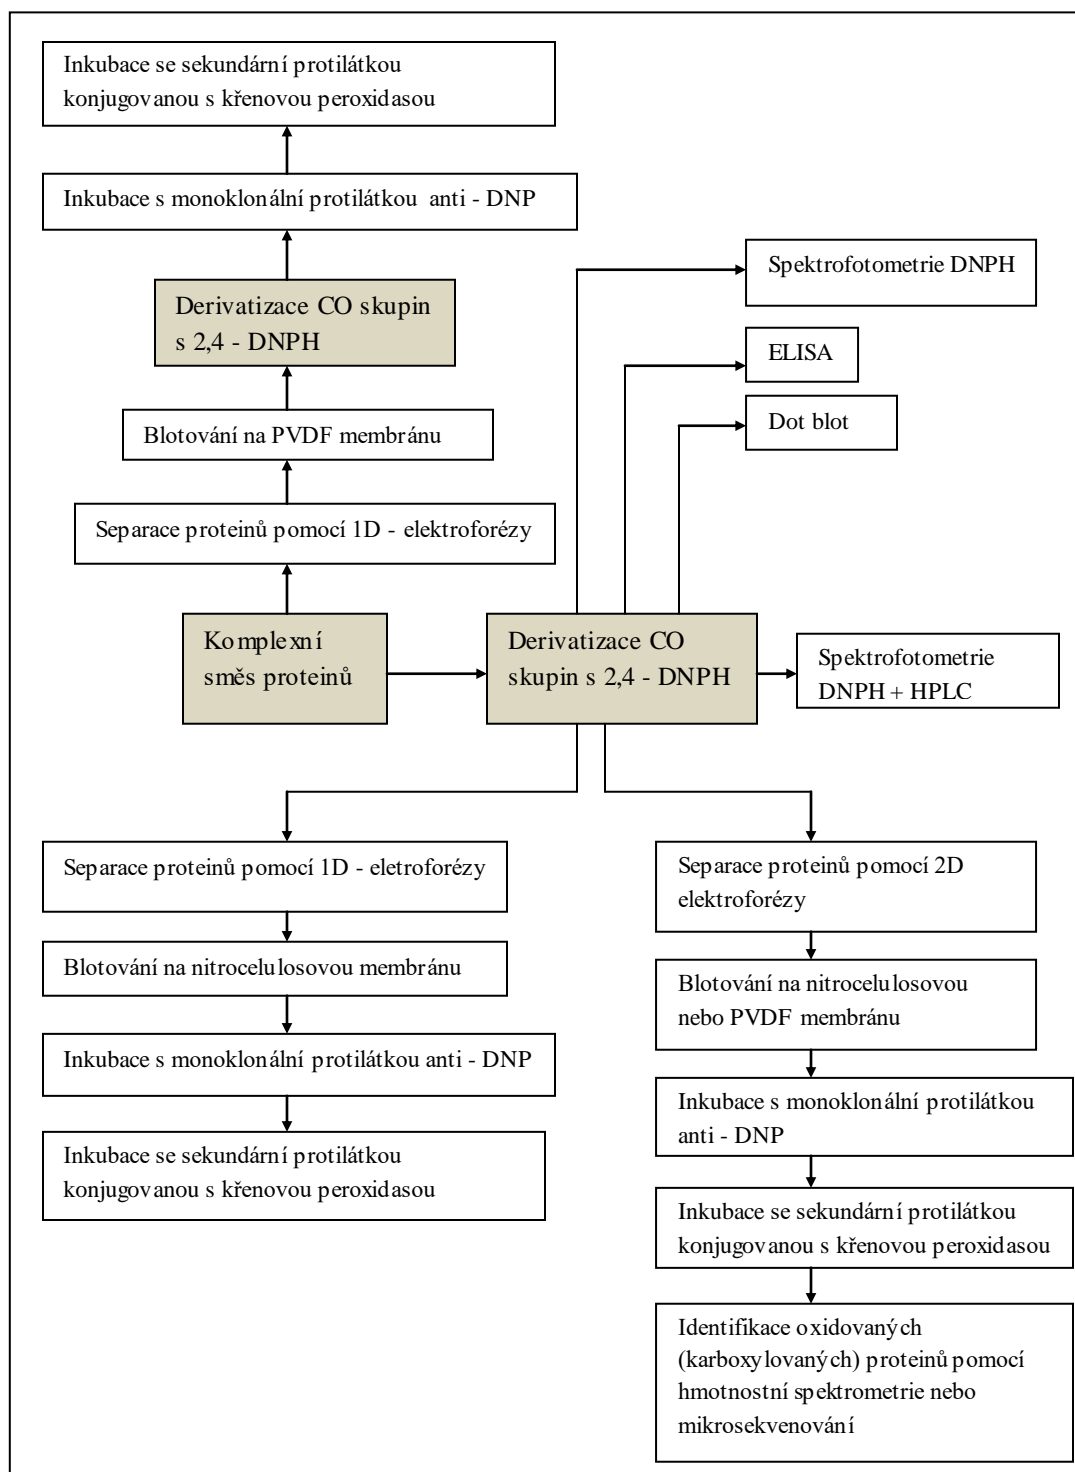 Inkubace se sekundární protilátkou
konjugovanou s křenovou peroxidasou
Inkubace s monoklonální protilátkou anti - DNP
Derivatizace CO skupin
s 2,4 - DNPH
Blotování na PVDF membránu
Separace proteinů pomocí 1D - elektroforézy
Komplexní
směs proteinů
Derivatizace CO
skupin s 2,4 - DNPH
Spektrofotometrie DNPH
ELISA
Dot blot
Spektrofotometrie
DNPH + HPLC
Separace proteinů pomocí 1D - eletroforézy
Blotování na nitrocelulosovou membránu
Inkubace s monoklonální protilátkou anti - DNP
Inkubace se sekundární protilátkou
konjugovanou s křenovou peroxidasou
Separace proteinů pomocí 2D
elektroforézy
Blotování na nitrocelulosovou
nebo PVDF membránu
Inkubace s monoklonální protilátkou
anti - DNP
Inkubace se sekundární protilátkou
konjugovanou s křenovou peroxidasou
Identifikace oxidovaných
(karboxylovaných) proteinů pomocí
hmotnostní spektrometrie nebo
mikrosekvenování